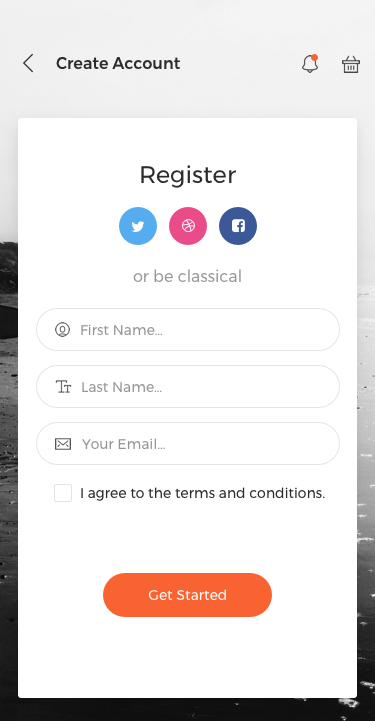 Create Account
Register
or be classical
First Name...
Last Name...
Your Email...
I agree to the terms and conditions.
Get Started